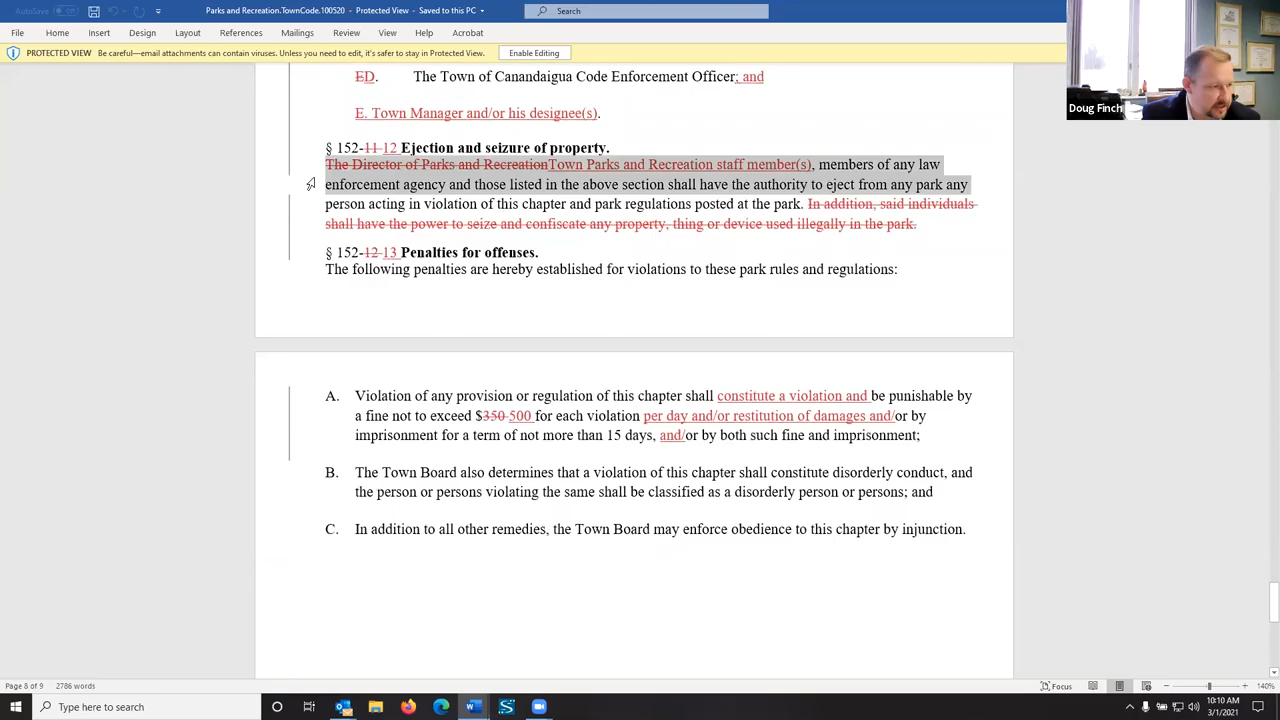 AutoSave
Parks and Recreation.TownCode.100520 - Protected View - Saved to this PC
Search
File Home Insert Draw Design Layout References Mailings Review View Help Acrobat
PROTECTED VIEW Be careful—email attachments can contain viruses. Unless you need to edit, it's safer to stay in Protected View. Enable Editing
Doug Finch
ED. The Town of Canandaigua Code Enforcement Officer; and
E. Town Manager and/or his designee(s).
§ 152-11 12 Ejection and seizure of property.
The Director of Parks and RecreationTown Parks and Recreation staff member(s), members of any law
enforcement agency and those listed in the above section shall have the authority to eject from any park any
person acting in violation of this chapter and park regulations posted at the park. In addition, said individuals
shall have the power to seize and confiscate any property, thing or device used illegally in the park.
§ 152-12 13 Penalties for offenses.
The following penalties are hereby established for violations to these park rules and regulations:
A. Violation of any provision or regulation of this chapter shall constitute a violation and be punishable by
a fine not to exceed $350 500 for each violation per day and/or restitution of damages and/or by
imprisonment for a term of not more than 15 days, and/or by both such fine and imprisonment;
B. The Town Board also determines that a violation of this chapter shall constitute disorderly conduct, and
the person or persons violating the same shall be classified as a disorderly person or persons; and
C. In addition to all other remedies, the Town Board may enforce obedience to this chapter by injunction.
Page 8 of 9 2786 words
Focus
140%
Type here to search
10:10 AM
3/1/2021